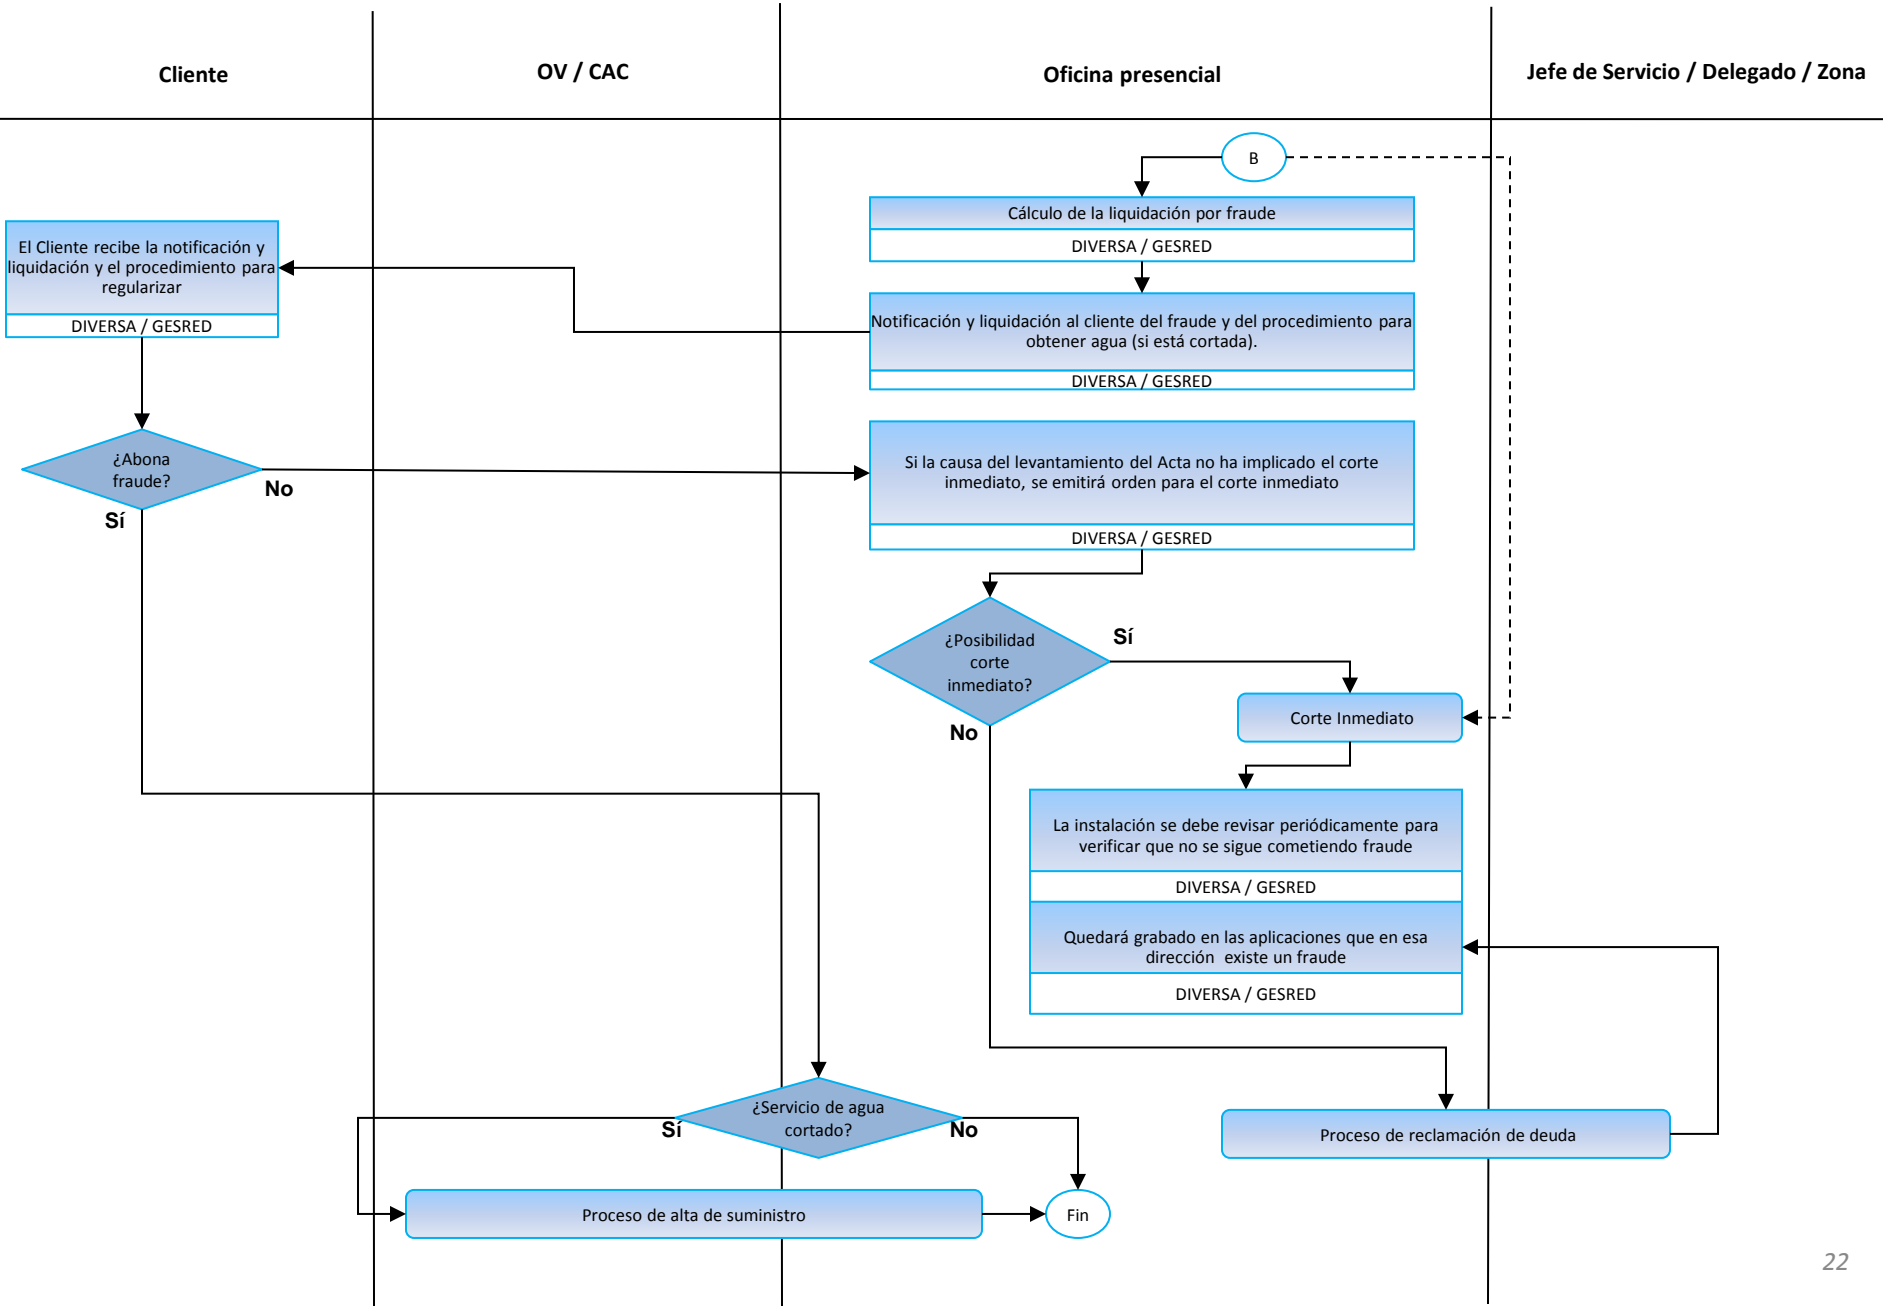 Cliente
OV / CAC
Oficina presencial
Jefe de Servicio / Delegado / Zona
B
Cálculo de la liquidación por fraude
DIVERSA / GESRED
El Cliente recibe la notificación y
liquidación y el procedimiento para
regularizar
DIVERSA / GESRED
Notificación y liquidación al cliente del fraude y del procedimiento para
obtener agua (si está cortada).
DIVERSA / GESRED
¿Abona
fraude?
No
Sí
Si la causa del levantamiento del Acta no ha implicado el corte
inmediato, se emitirá orden para el corte inmediato
DIVERSA / GESRED
¿Posibilidad
corte
inmediato?
Sí
No
Corte Inmediato
La instalación se debe revisar periódicamente para
verificar que no se sigue cometiendo fraude
DIVERSA / GESRED
Quedará grabado en las aplicaciones que en esa
dirección existe un fraude
DIVERSA / GESRED
¿Servicio de agua
cortado?
Sí
No
Proceso de reclamación de deuda
Proceso de alta de suministro
Fin
22